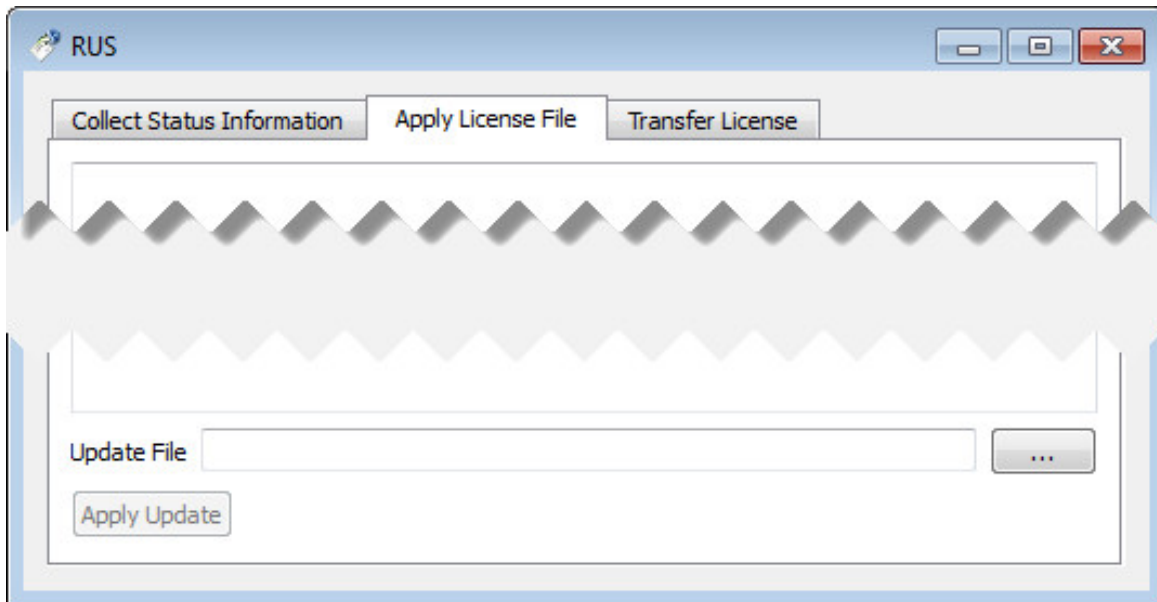 RUS
Collect Status Information
Apply License File
Transfer License
Update File
...
Apply Update